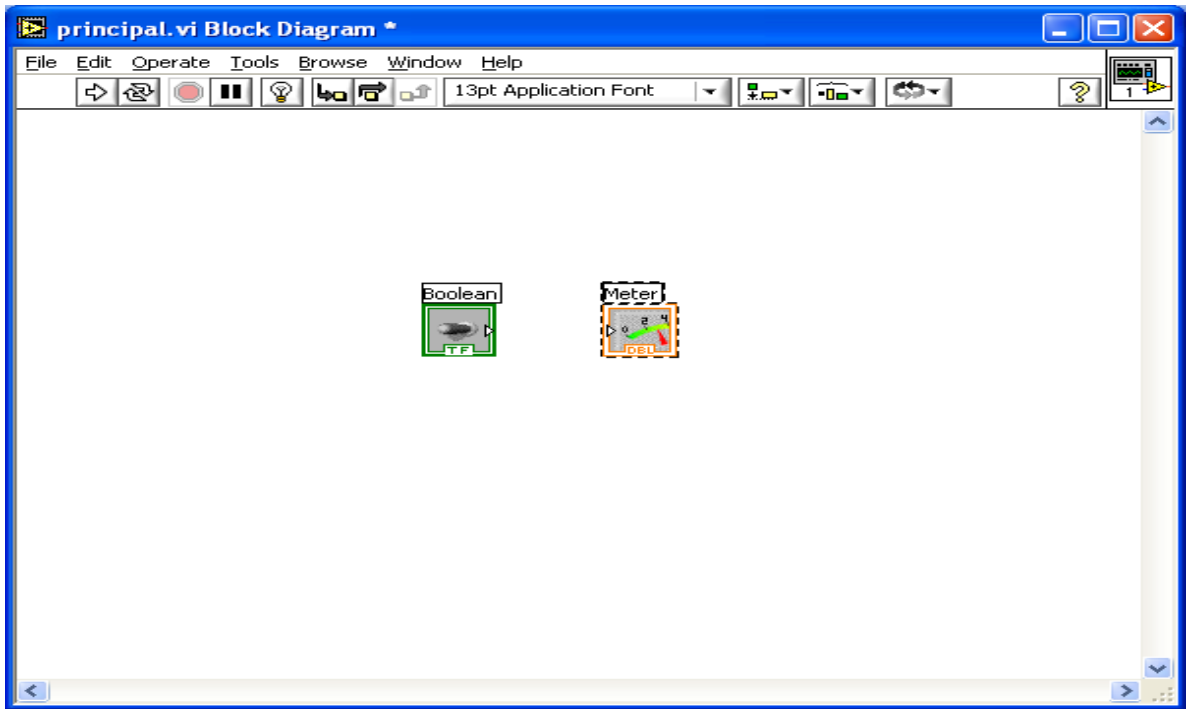 principal.vi Block Diagram *
File Edit Operate Tools Browse Window Help
13pt Application Font
1
Boolean
TF
Meter
0 2 4
DBL